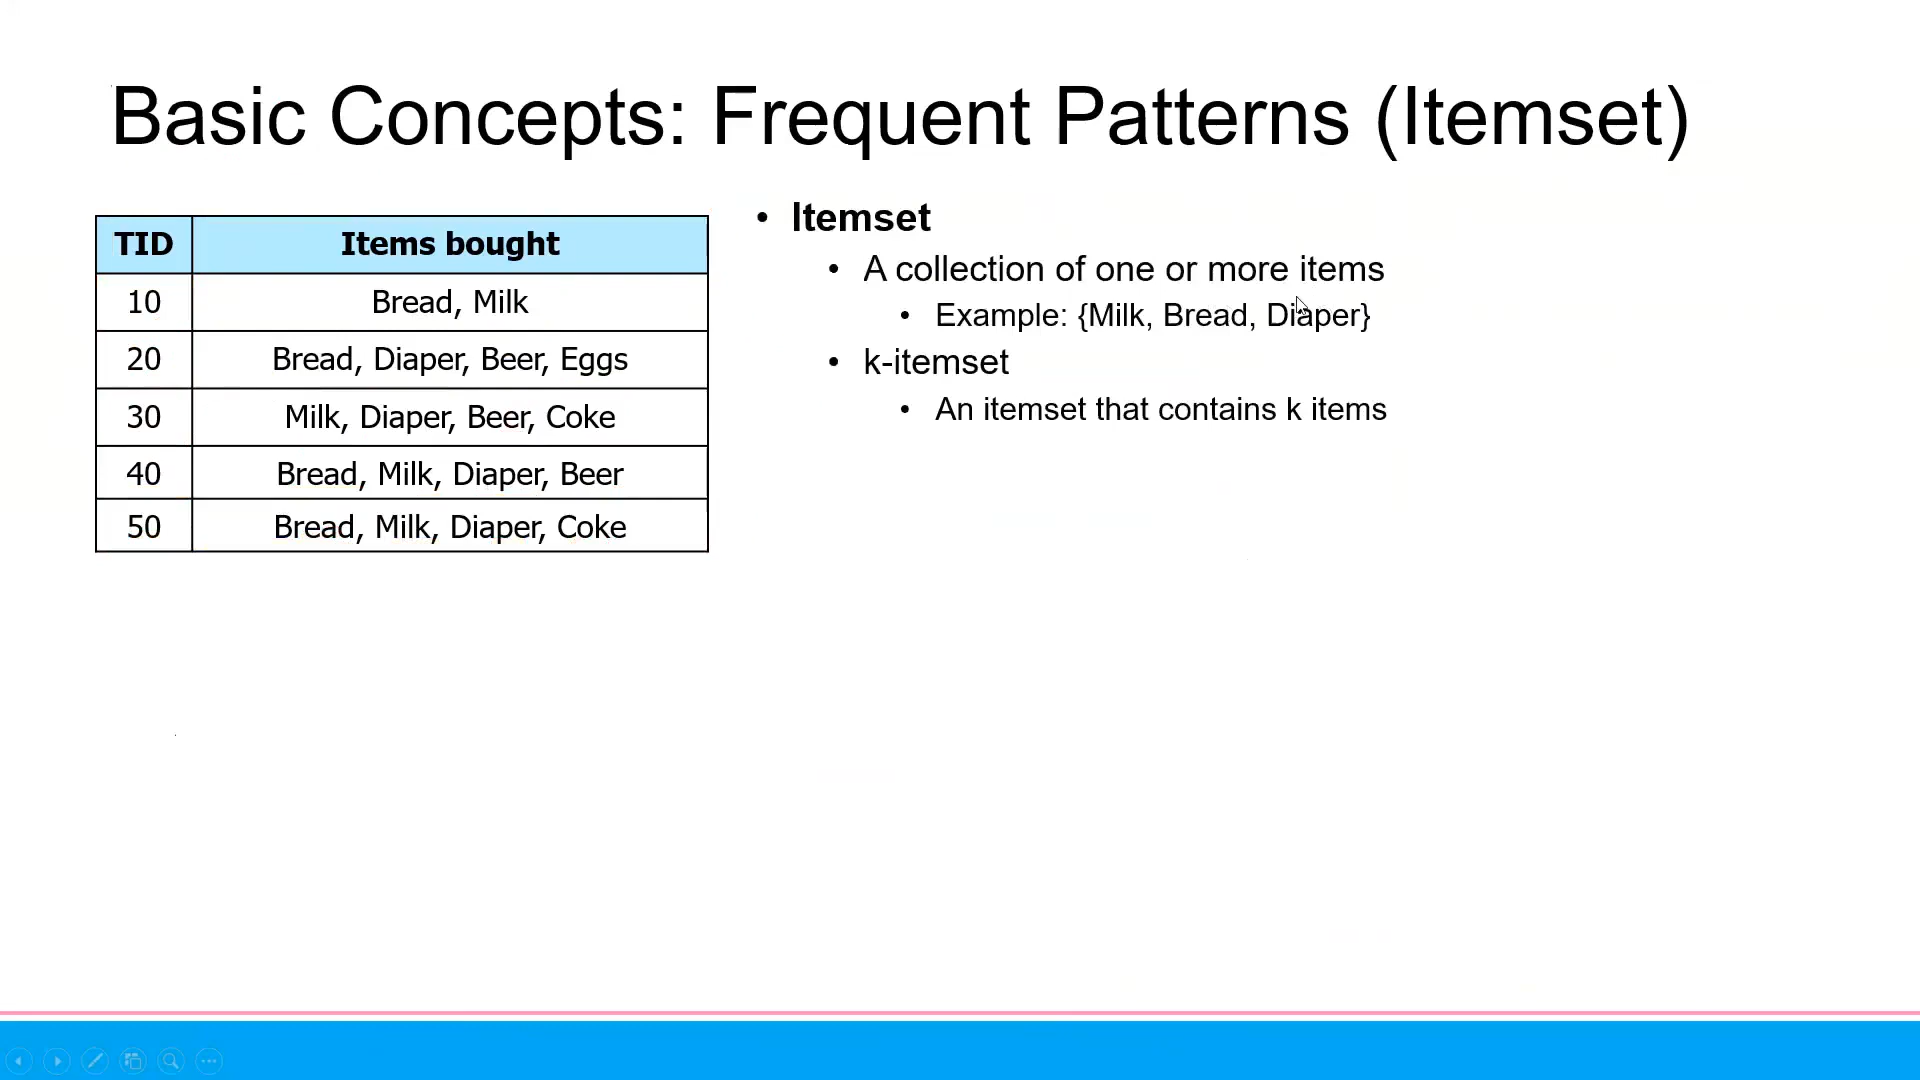 Basic Concepts: Frequent Patterns (Itemset)
TID Items bought
10 Bread, Milk
20 Bread, Diaper, Beer, Eggs
30 Milk, Diaper, Beer, Coke
40 Bread, Milk, Diaper, Beer
50 Bread, Milk, Diaper, Coke
• Itemset
• A collection of one or more items
• Example: {Milk, Bread, Diaper}
• k-itemset
• An itemset that contains k items